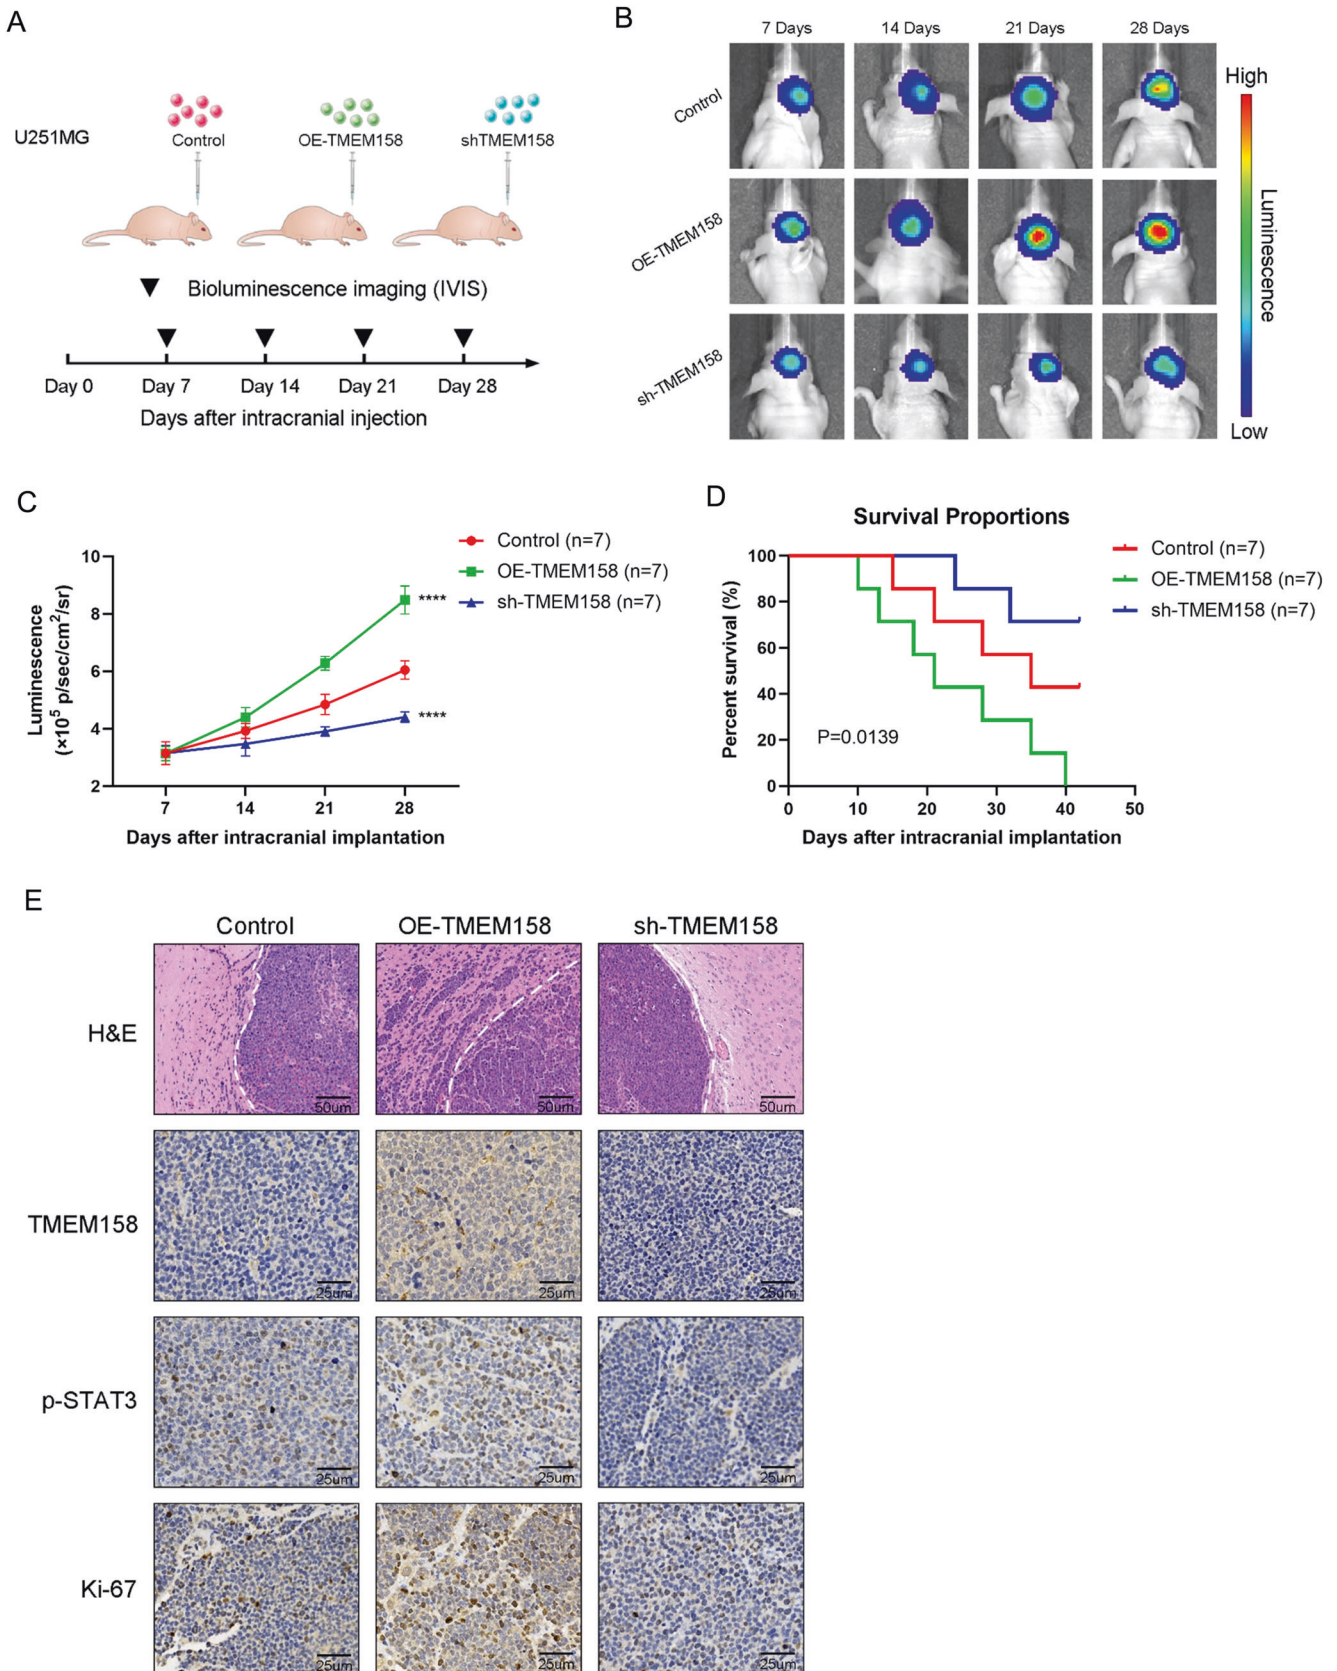 A
U251MG
Control
OE-TMEM158
shTMEM158
Bioluminescence imaging (IVIS)
Day 0
Day 7
Day 14
Day 21
Day 28
Days after intracranial injection
B
7 Days
14 Days
21 Days
28 Days
Control
OE-TMEM158
sh-TMEM158
High
Luminescence
Low
C
Luminescence
(×10⁵ p/sec/cm²/sr)
10
8
6
4
2
7
14
21
28
Days after intracranial implantation
Control (n=7)
OE-TMEM158 (n=7)
sh-TMEM158 (n=7)
****
****
D
Survival Proportions
Percent survival (%)
100
80
60
40
20
0
P=0.0139
0
10
20
30
40
50
Days after intracranial implantation
Control (n=7)
OE-TMEM158 (n=7)
sh-TMEM158 (n=7)
E
Control
OE-TMEM158
sh-TMEM158
H&E
50um
50um
50um
TMEM158
25um
25um
25um
p-STAT3
25um
25um
25um
Ki-67
25um
25um
25um